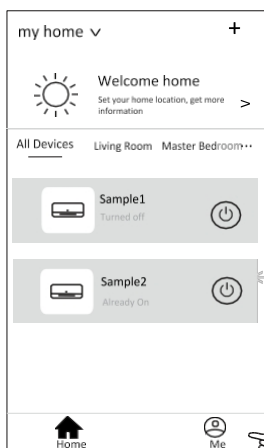 my home
Welcome home
Set your home location, get more
information
All Devices Living Room Master Bedroom...
Sample1
Turned off
Sample2
Already On
Home Me